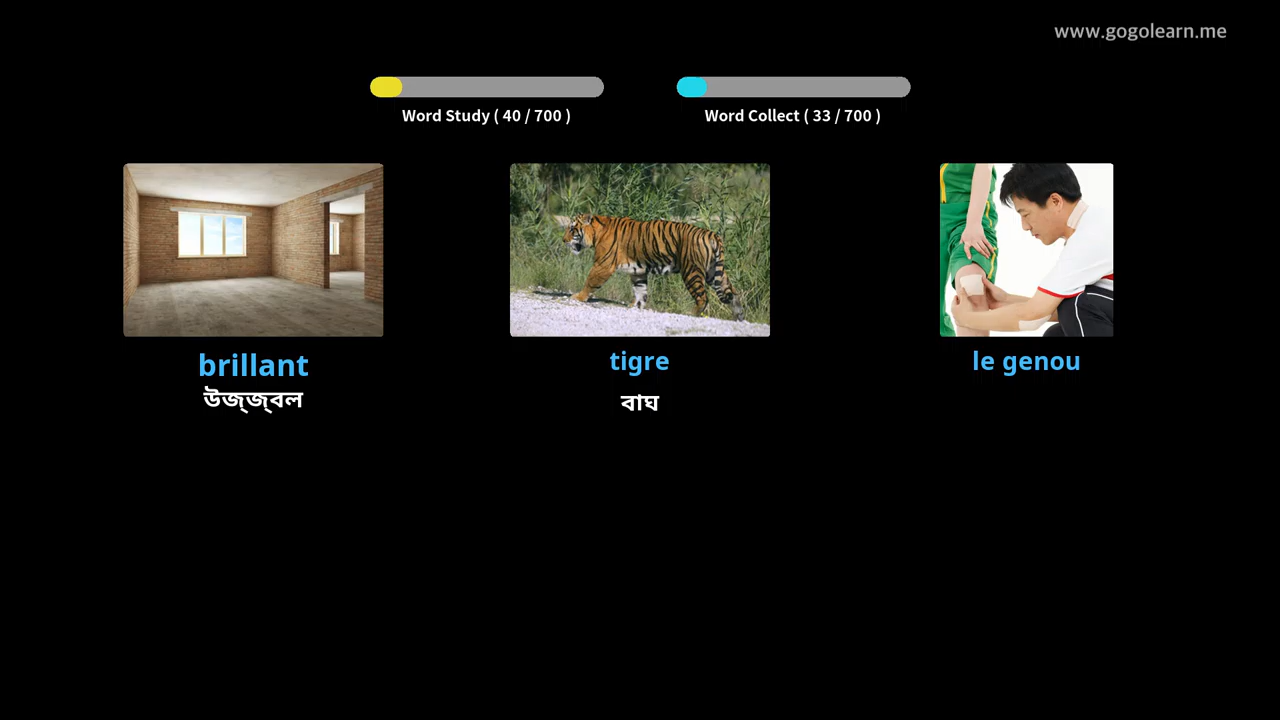 www.gogolearn.me
Word Study ( 40 / 700 )
Word Collect ( 33 / 700 )
brillant
tigre
le genou
উজ্জ্বল
বাঘ